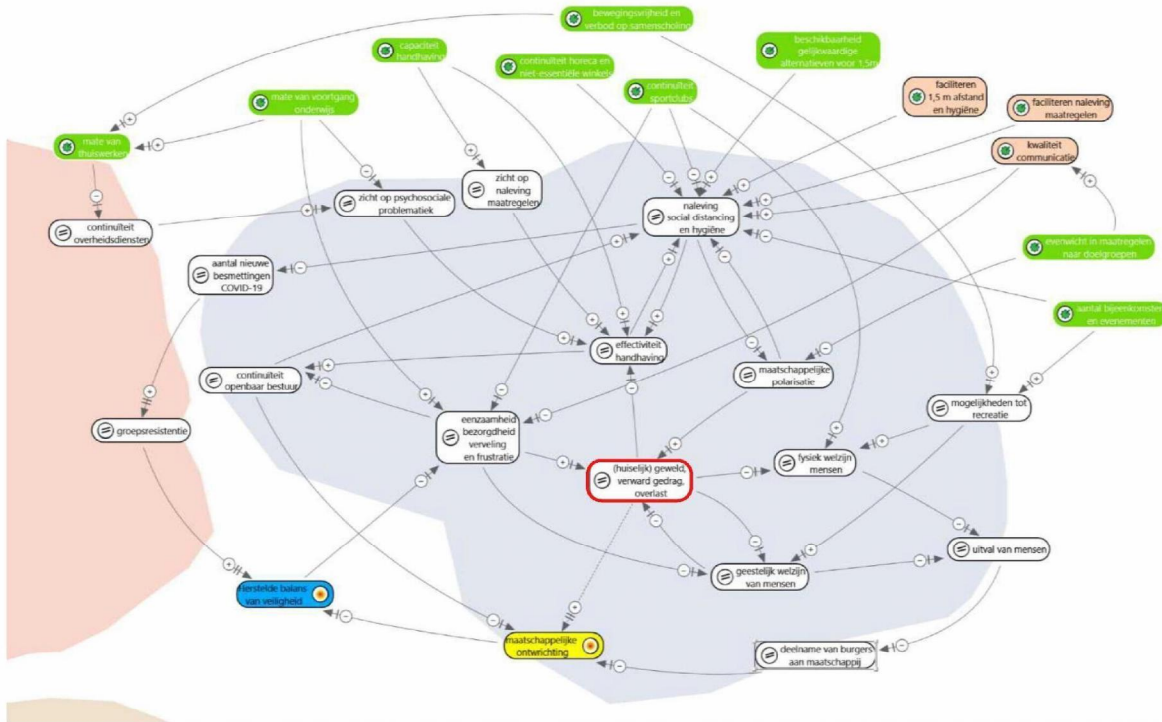 bewegingsvrijheid en
verbod op samenscholing
capaciteit
handhaving
continuïteit horeca en
niet-essentiële winkels
beschikbaarheid
gelijkwaardige
alternatieven voor 1,5m
continuïteit
sportclubs
mate van voortgang
onderwijs
faciliteren
1,5 m afstand
en hygiëne
faciliteren naleving
maatregelen
mate van
thuiswerken
kwaliteit
communicatie
zicht op
naleving
maatregelen
zicht op psychosociale
problematiek
naleving
social distancing
en hygiëne
continuïteit
overheidsdiensten
evenwicht in maatregelen
naar doelgroepen
aantal nieuwe
besmettingen
COVID-19
aantal bijeenkomsten
en evenementen
effectiviteit
handhaving
continuïteit
openbaar bestuur
maatschappelijke
polarisatie
mogelijkheden tot
recreatie
groepsresistentie
eenzaamheid
bezorgdheid
verveling
en frustratie
fysiek welzijn
mensen
(huiselijk) geweld,
verward gedrag,
overlast
uitval van mensen
geestelijk welzijn
van mensen
Herstelde balans
van veiligheid
maatschappelijke
ontwrichting
deelname van burgers
aan maatschappij